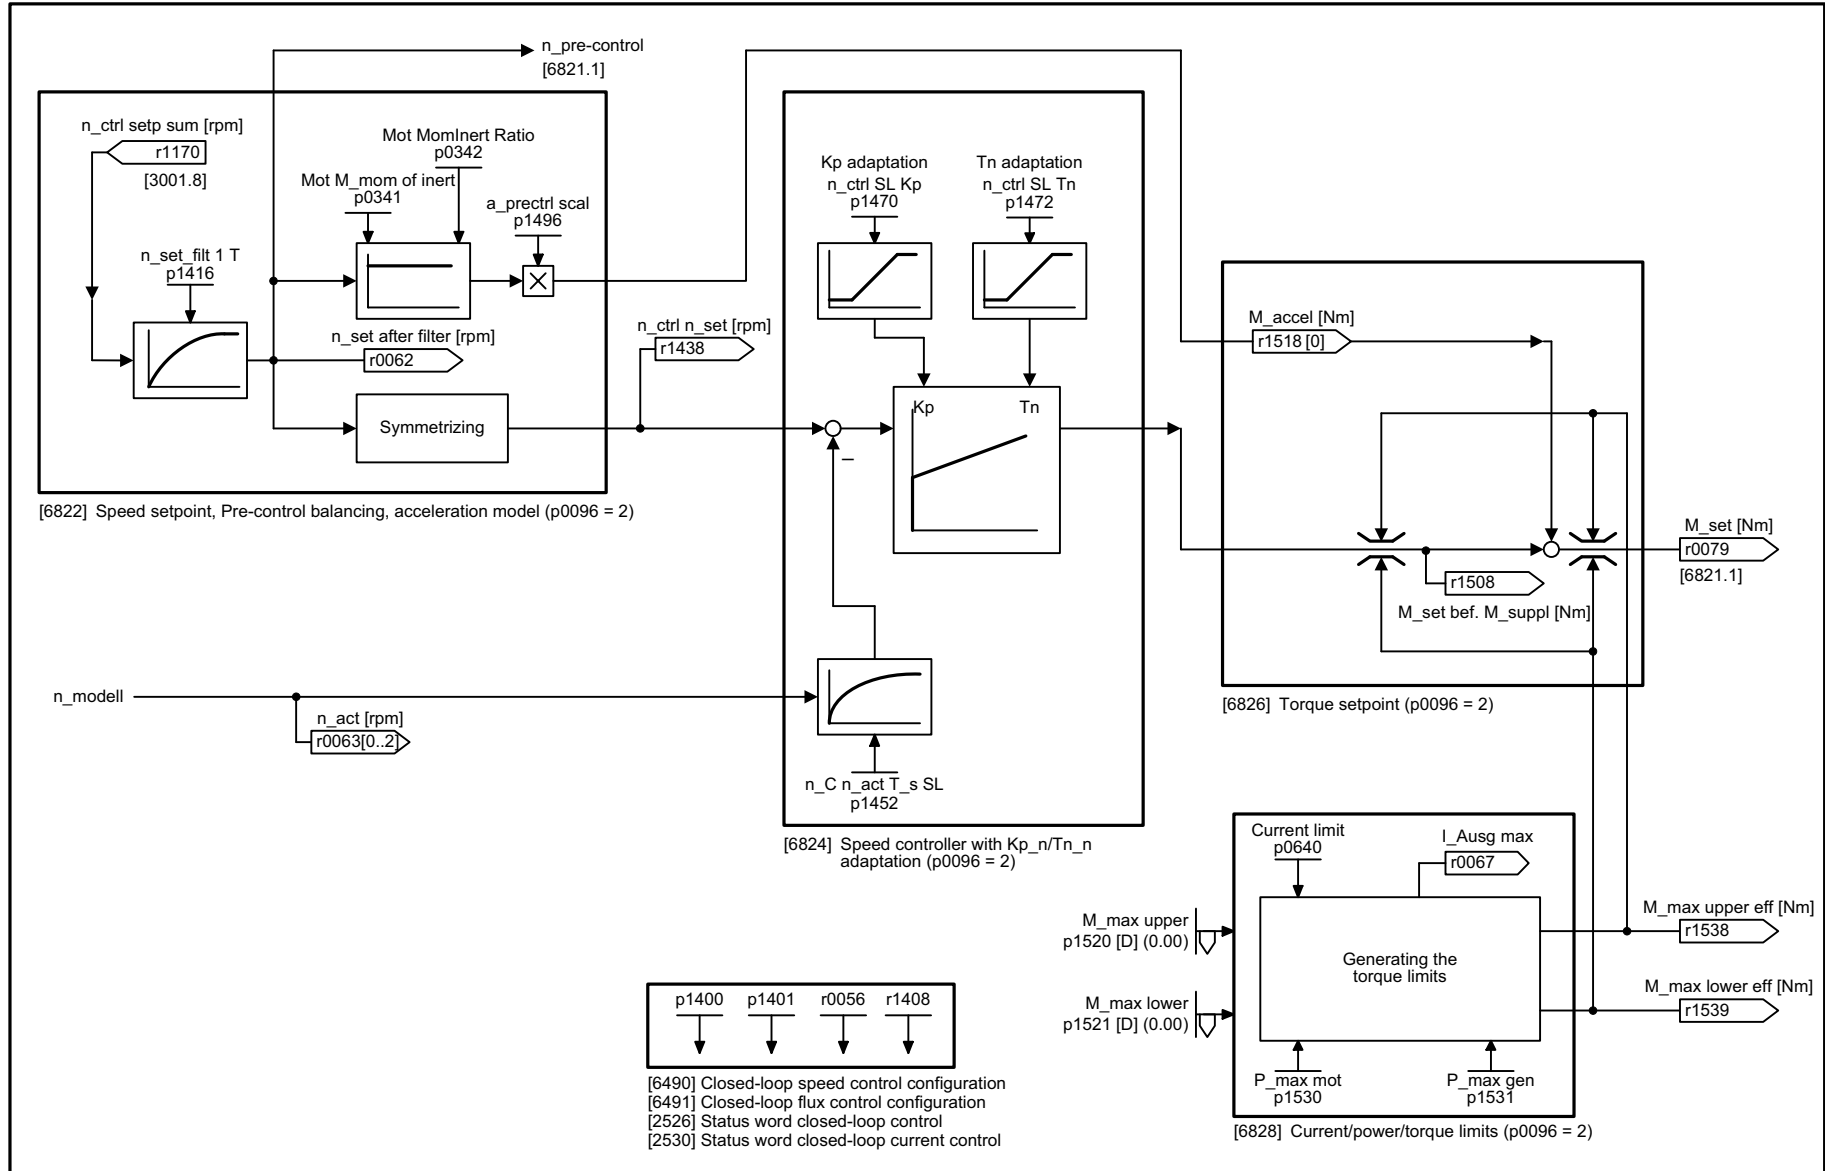 n_pre-control
[6821.1]
n_ctrl setp sum [rpm]
r1170
[3001.8]
Mot MomInert Ratio
p0342
Mot M_mom of inert
p0341
a_prectrl scal
p1496
n_set_filt 1 T
p1416
n_set after filter [rpm]
r0062
Symmetrizing
[6822] Speed setpoint, Pre-control balancing, acceleration model (p0096 = 2)
n_ctrl n_set [rpm]
r1438
Kp adaptation
n_ctrl SL Kp
p1470
Tn adaptation
n_ctrl SL Tn
p1472
Kp
Tn
–
n_modell
n_act [rpm]
r0063[0..2]
n_C n_act T_s SL
p1452
[6824] Speed controller with Kp_n/Tn_n
adaptation (p0096 = 2)
M_accel [Nm]
r1518 [0]
r1508
M_set bef. M_suppl [Nm]
M_set [Nm]
r0079
[6821.1]
[6826] Torque setpoint (p0096 = 2)
Current limit
p0640
I_Ausg max
r0067
M_max upper
p1520 [D] (0.00)
M_max lower
p1521 [D] (0.00)
Generating the
torque limits
M_max upper eff [Nm]
r1538
M_max lower eff [Nm]
r1539
P_max mot
p1530
P_max gen
p1531
[6828] Current/power/torque limits (p0096 = 2)
p1400
p1401
r0056
r1408
[6490] Closed-loop speed control configuration
[6491] Closed-loop flux control configuration
[2526] Status word closed-loop control
[2530] Status word closed-loop current control